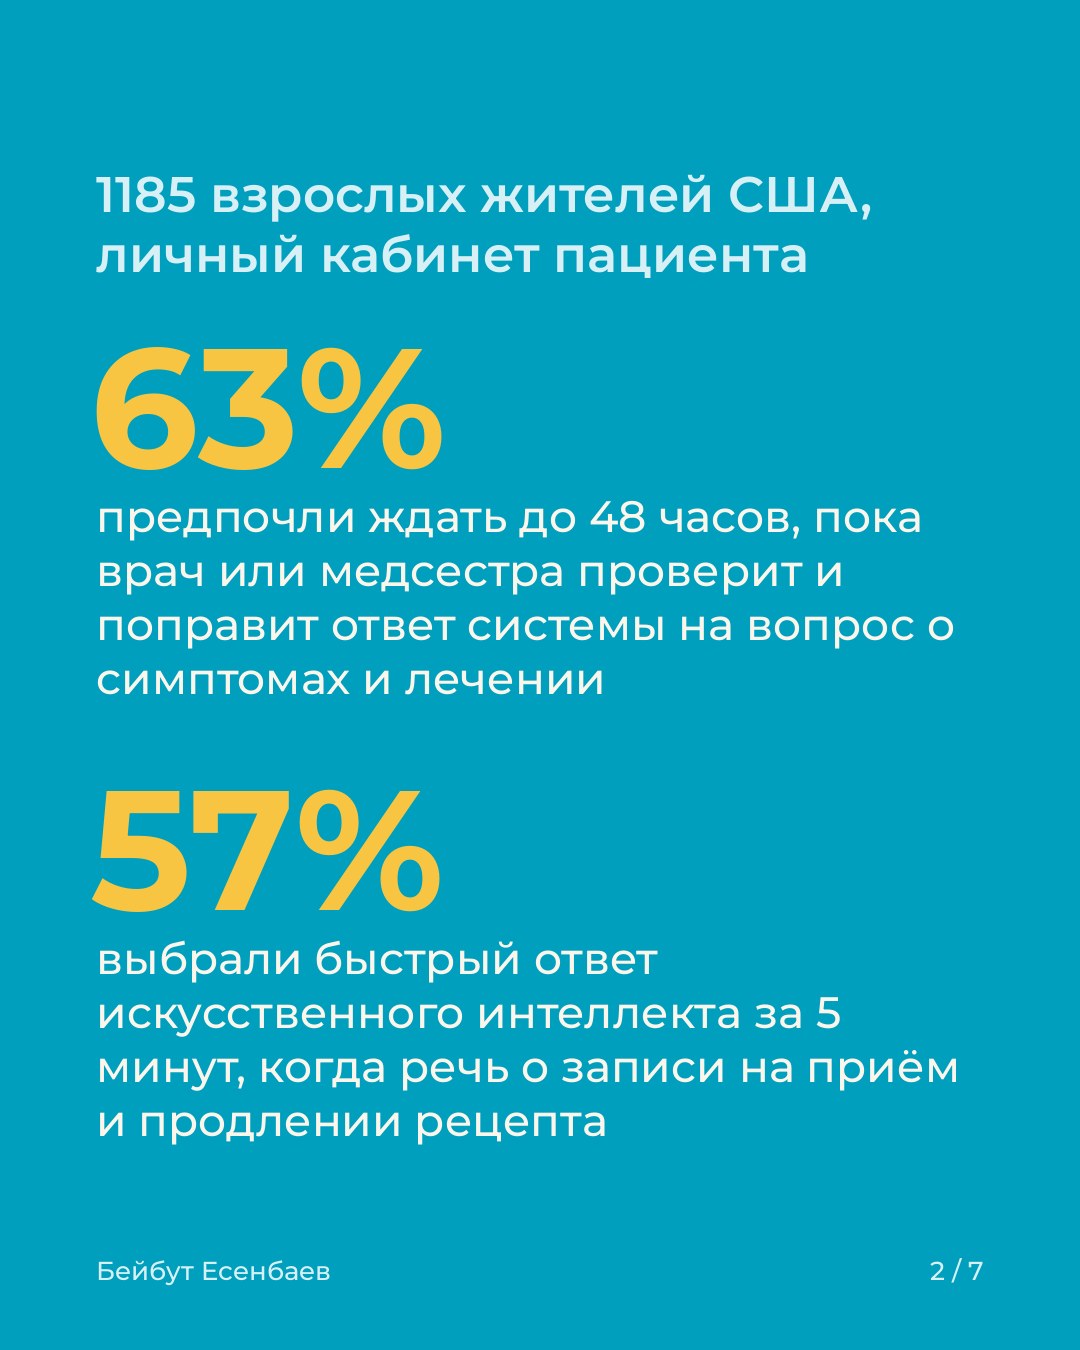 1185 взрослых жителей США,
личный кабинет пациента
63%
предпочли ждать до 48 часов, пока
врач или медсестра проверит и
поправит ответ системы на вопрос о
симптомах и лечении
57%
выбрали быстрый ответ
искусственного интеллекта за 5
минут, когда речь о записи на приём
и продлении рецепта
Бейбут Есенбаев
2 / 7